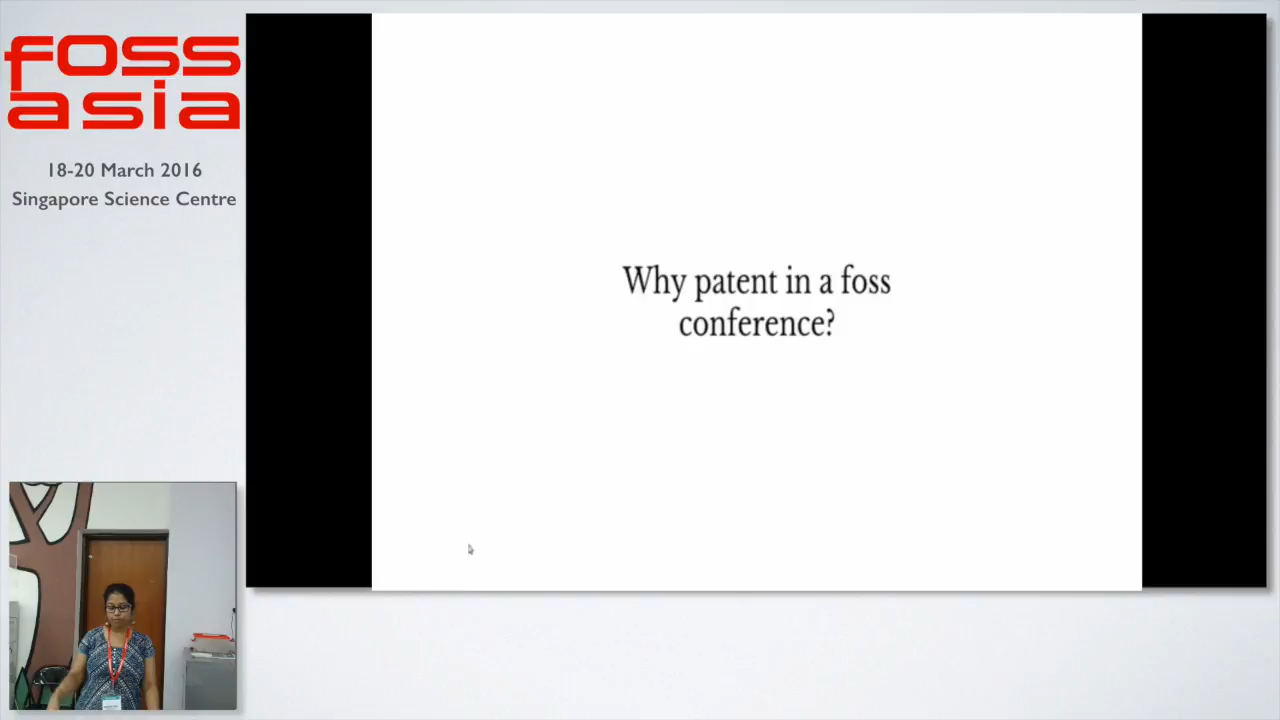 foss
asia
18-20 March 2016
Singapore Science Centre
Why patent in a foss
conference?